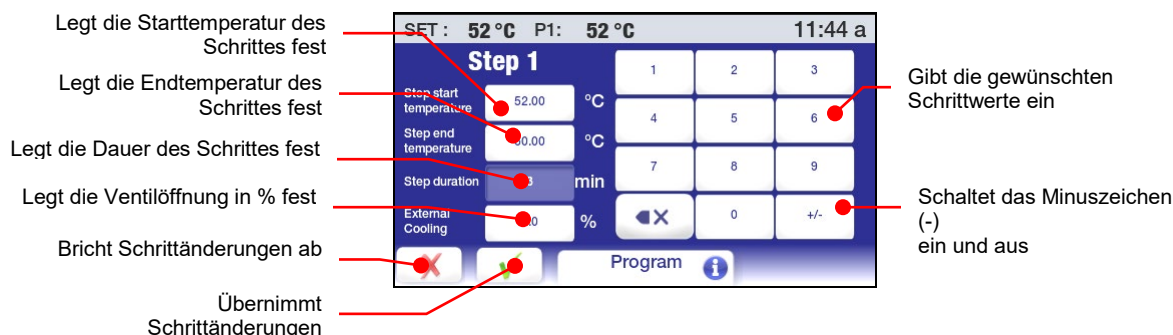 Legt die Starttemperatur des
Schrittes fest
Legt die Endtemperatur des
Schrittes fest
Legt die Dauer des Schrittes fest
Legt die Ventilöffnung in % fest
Bricht Schrittänderungen ab
Übernimmt
Schrittänderungen
SET : 52 °C P1: 52 °C 11:44 a
Step 1
Step start
temperature 52.00 °C
Step end
temperature °C
Step duration min
External
Cooling %
1 2 3
4 5 6
7 8 9
0 +/-
Program
Gibt die gewünschten
Schrittwerte ein
Schaltet das Minuszeichen
(-)
ein und aus